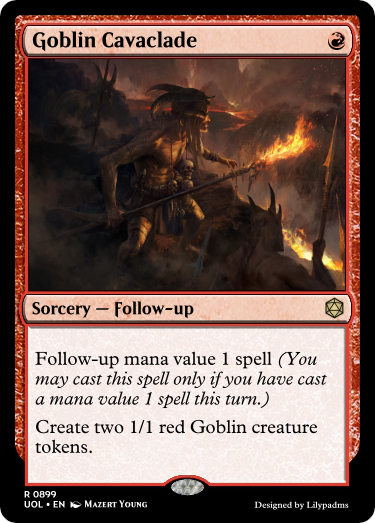 Goblin Cavaclade
Sorcery — Follow-up
Follow-up mana value 1 spell (You
may cast this spell only if you have cast
a mana value 1 spell this turn.)
Create two 1/1 red Goblin creature
tokens.
R 0899
UOL • EN Mazert Young
Designed by Lilypadms